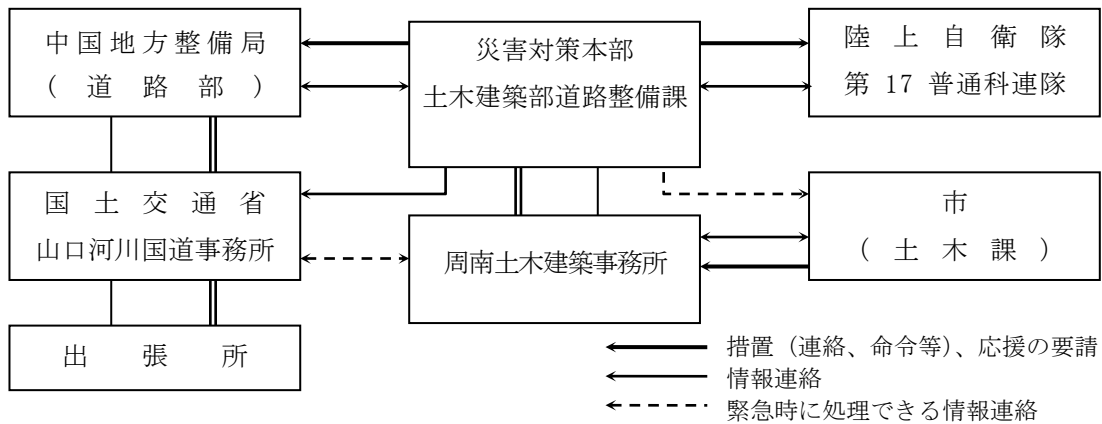 中国地方整備局
(道路部)
災害対策本部
土木建築部道路整備課
陸上自衛隊
第 17 普通科連隊
国土交通省
山口河川国道事務所
周南土木建築事務所
市
(土木課)
出張所
措置（連絡、命令等）、応援の要請
情報連絡
緊急時に処理できる情報連絡